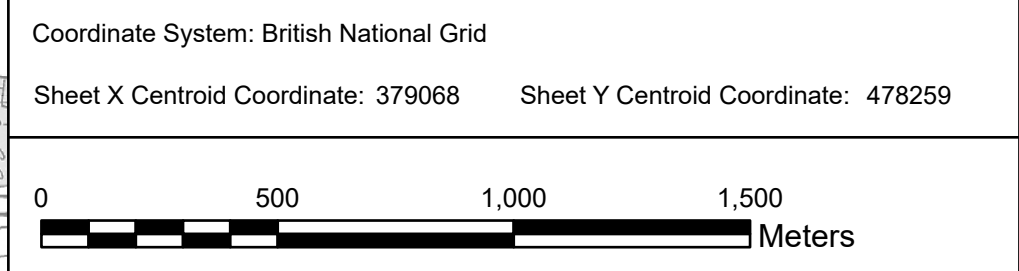 Coordinate System: British National Grid
Sheet X Centroid Coordinate: 379068 Sheet Y Centroid Coordinate: 478259
0 500 1,000 1,500
Meters